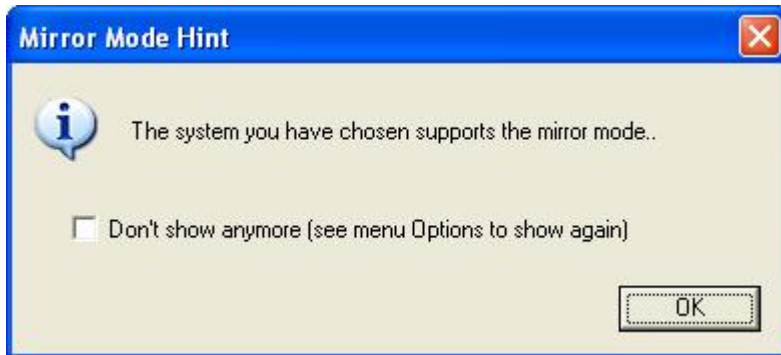 Mirror Mode Hint
The system you have chosen supports the mirror mode..
Don't show anymore (see menu Options to show again)
OK